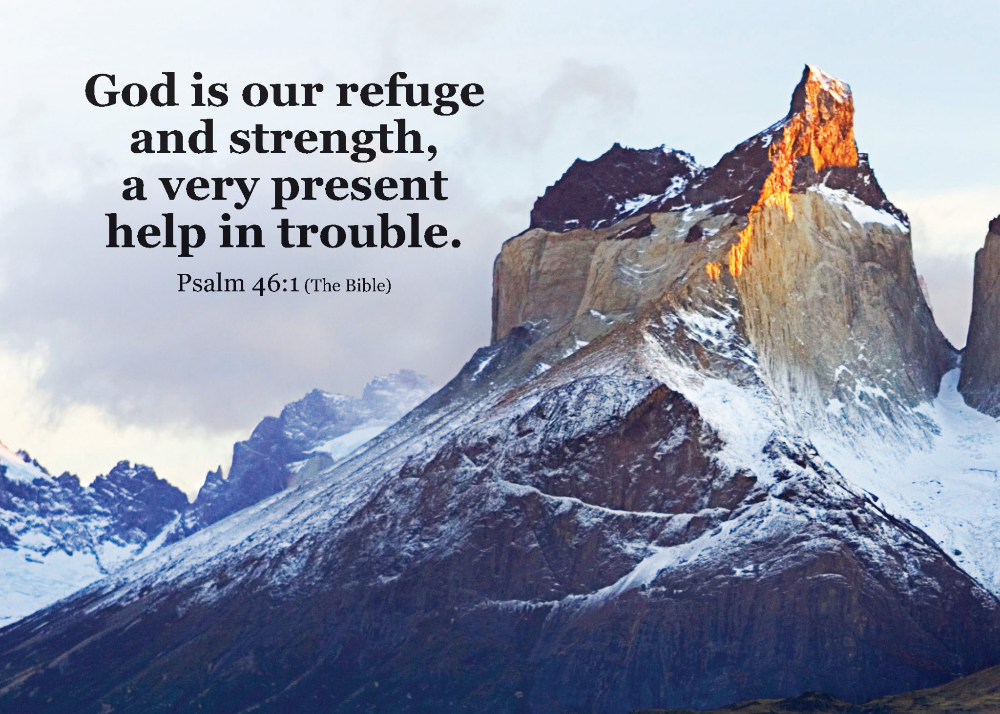 God is our refuge
and strength,
a very present
help in trouble.
Psalm 46:1 (The Bible)